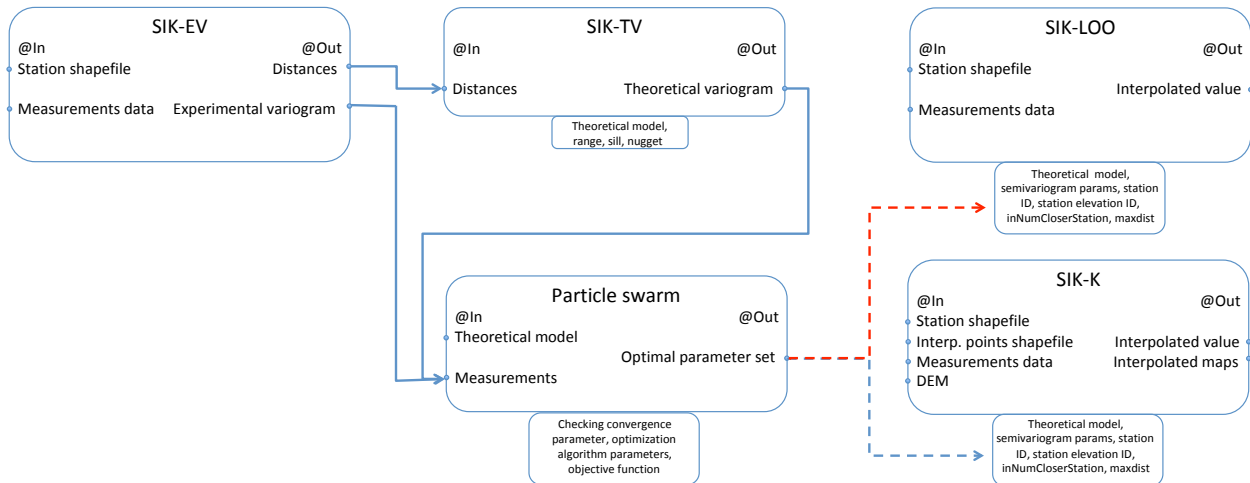 SIK-EV
@In
@Out
Station shapefile
Distances
Measurements data
Experimental variogram
SIK-TV
@In
@Out
Distances
Theoretical variogram
Theoretical model,
range, sill, nugget
SIK-LOO
@In
@Out
Station shapefile
Interpolated value
Measurements data
Theoretical model,
semivariogram params, station
ID, station elevation ID,
inNumCloserStation, maxdist
Particle swarm
@In
@Out
Theoretical model
Optimal parameter set
Measurements
Checking convergence
parameter, optimization
algorithm parameters,
objective function
SIK-K
@In
@Out
Station shapefile
Interp. points shapefile
Interpolated value
Measurements data
Interpolated maps
DEM
Theoretical model,
semivariogram params, station
ID, station elevation ID,
inNumCloserStation, maxdist